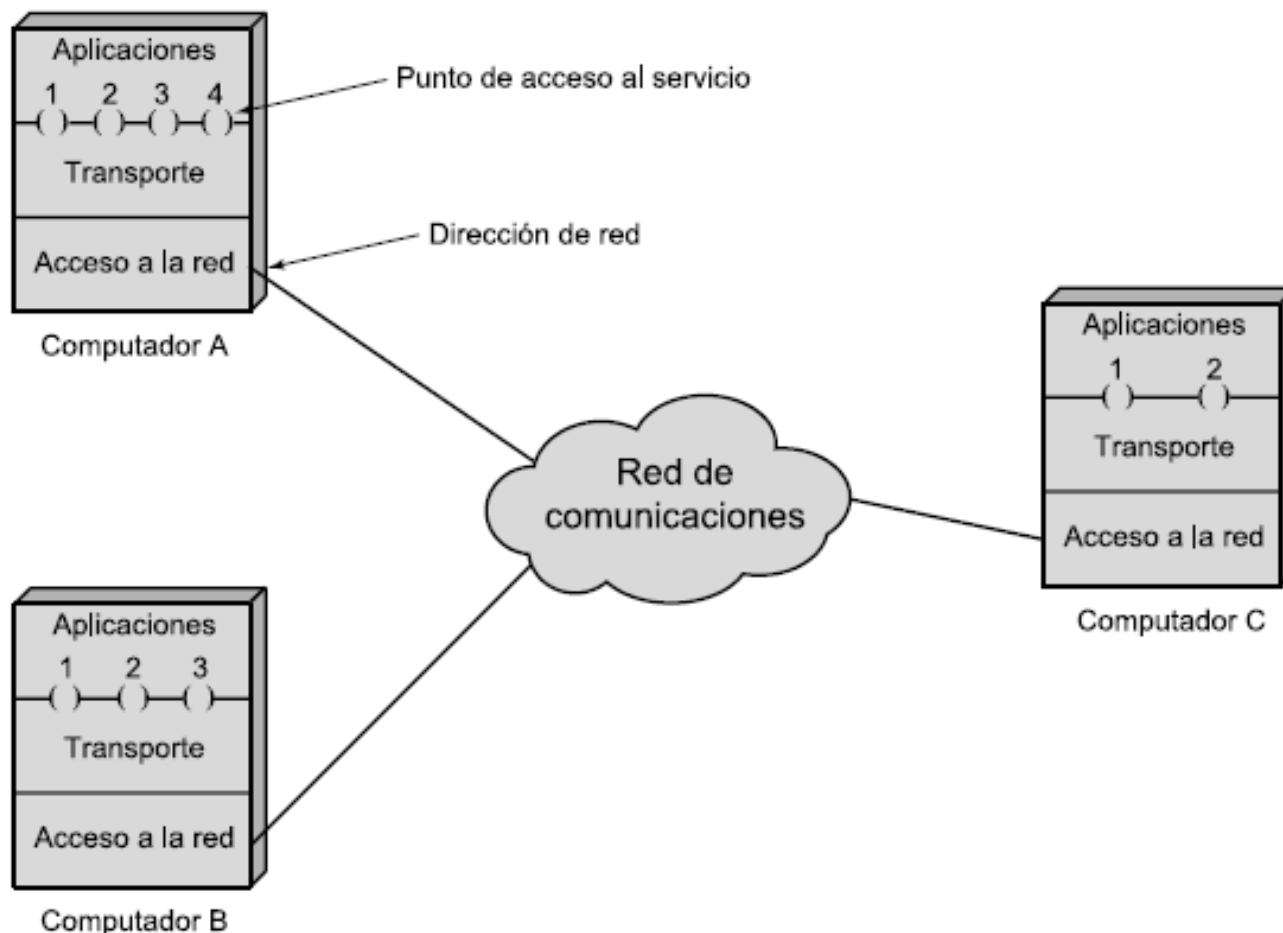 Aplicaciones
1 2 3 4
Transporte
Acceso a la red
Computador A
Punto de acceso al servicio
Dirección de red
Red de
comunicaciones
Aplicaciones
1 2
Transporte
Acceso a la red
Computador C
Aplicaciones
1 2 3
Transporte
Acceso a la red
Computador B